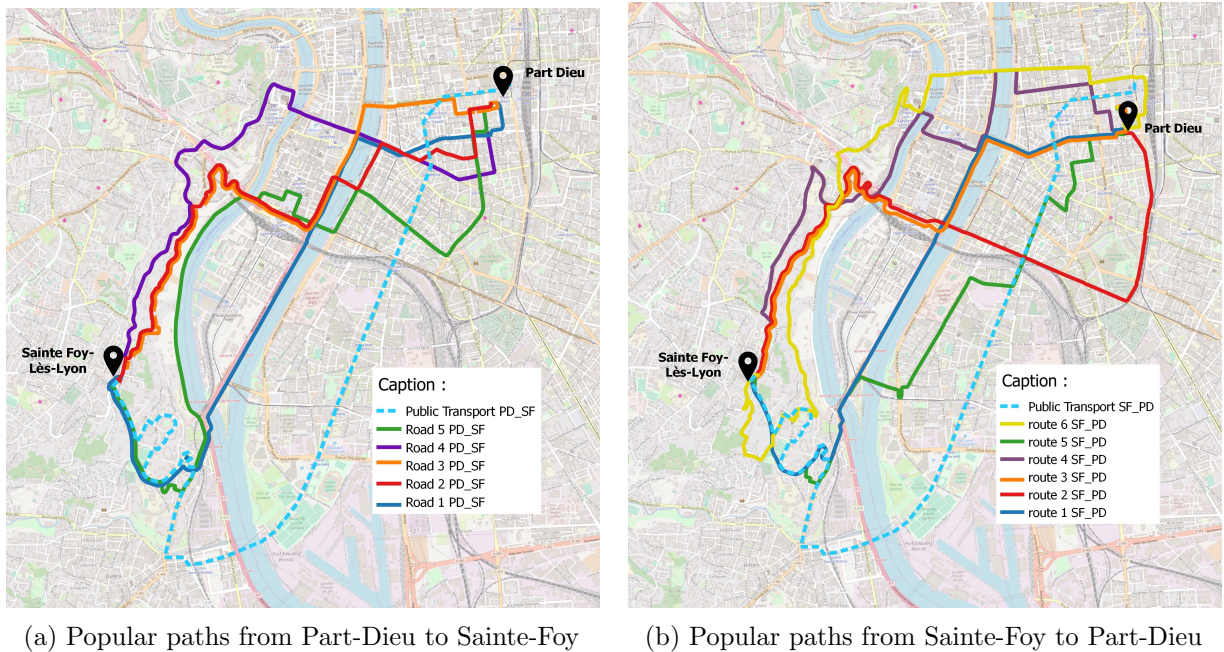 Part Dieu
Sainte Foy-
Lès-Lyon
Caption :
Public Transport PD_SF
Road 5 PD_SF
Road 4 PD_SF
Road 3 PD_SF
Road 2 PD_SF
Road 1 PD_SF
(a) Popular paths from Part-Dieu to Sainte-Foy
Part Dieu
Sainte Foy-
Lès-Lyon
Caption :
Public Transport SF_PD
route 6 SF_PD
route 5 SF_PD
route 4 SF_PD
route 3 SF_PD
route 2 SF_PD
route 1 SF_PD
(b) Popular paths from Sainte-Foy to Part-Dieu